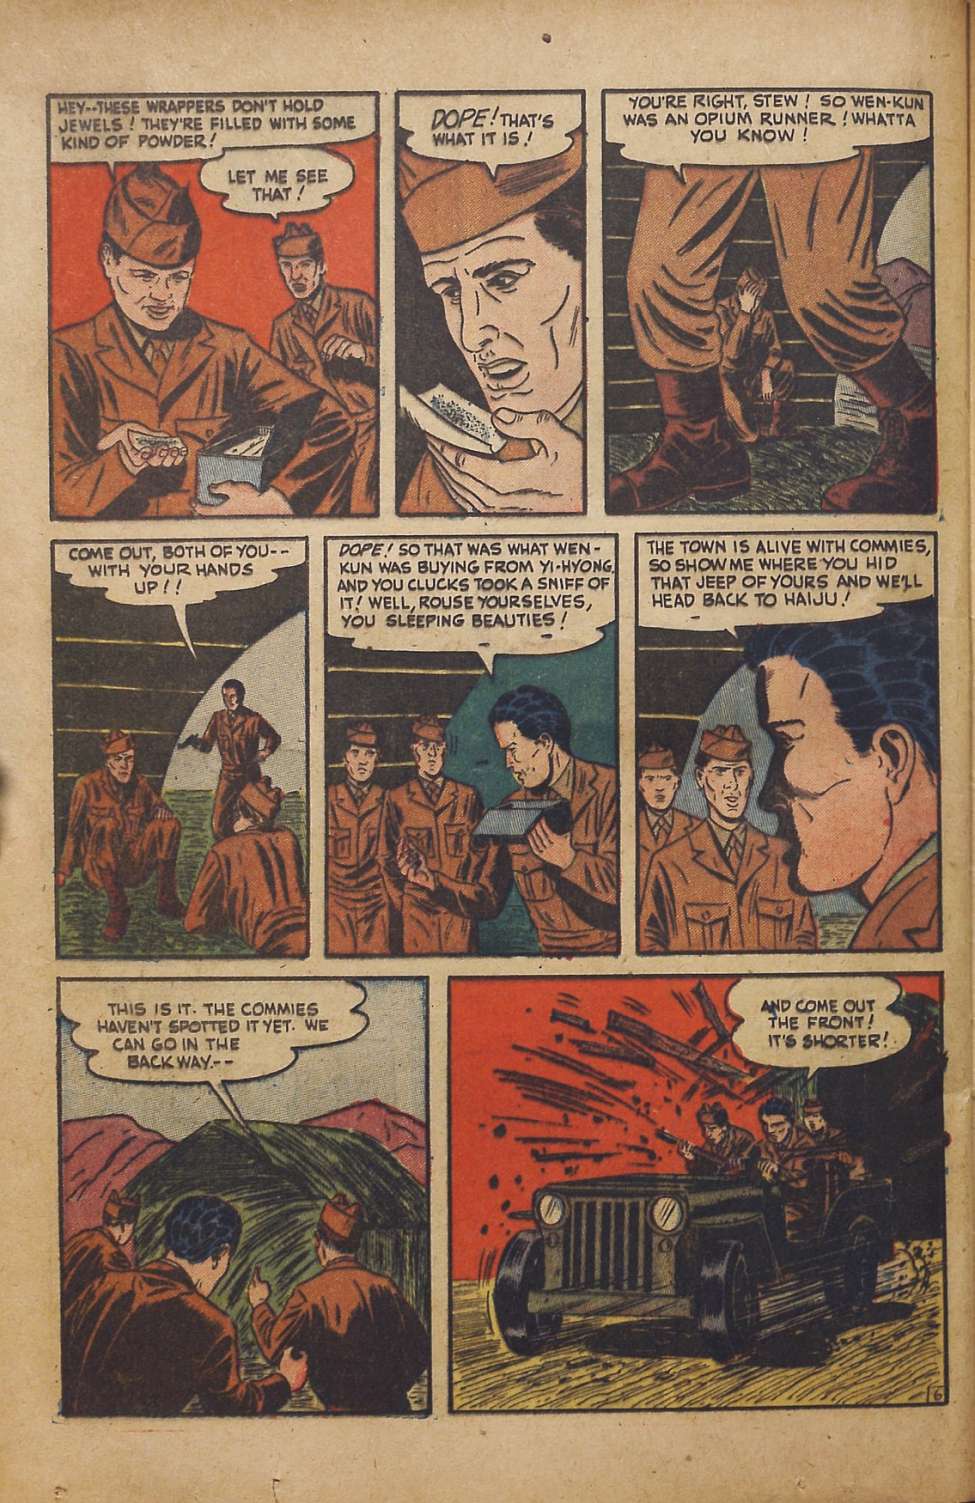 HEY--THESE WRAPPERS DON'T HOLD
JEWELS! THEY'RE FILLED WITH SOME
KIND OF POWDER!
LET ME SEE
THAT!
DOPE! THAT'S
WHAT IT IS!
YOU'RE RIGHT, STEW! SO WEN-KUN
WAS AN OPIUM RUNNER! WHATTA
YOU KNOW!
COME OUT, BOTH OF YOU--
WITH YOUR HANDS
UP!!
DOPE! SO THAT WAS WHAT WEN-
KUN WAS BUYING FROM YI-HYONG.
AND YOU CLUCKS TOOK A SNIFF OF
IT! WELL, ROUSE YOURSELVES,
YOU SLEEPING BEAUTIES!
THE TOWN IS ALIVE WITH COMMIES,
SO SHOW ME WHERE YOU HID
THAT JEEP OF YOURS AND WE'LL
HEAD BACK TO HAIJU!
THIS IS IT. THE COMMIES
HAVEN'T SPOTTED IT YET. WE
CAN GO IN THE
BACK WAY.--
AND COME OUT
THE FRONT!
IT'S SHORTER!
6